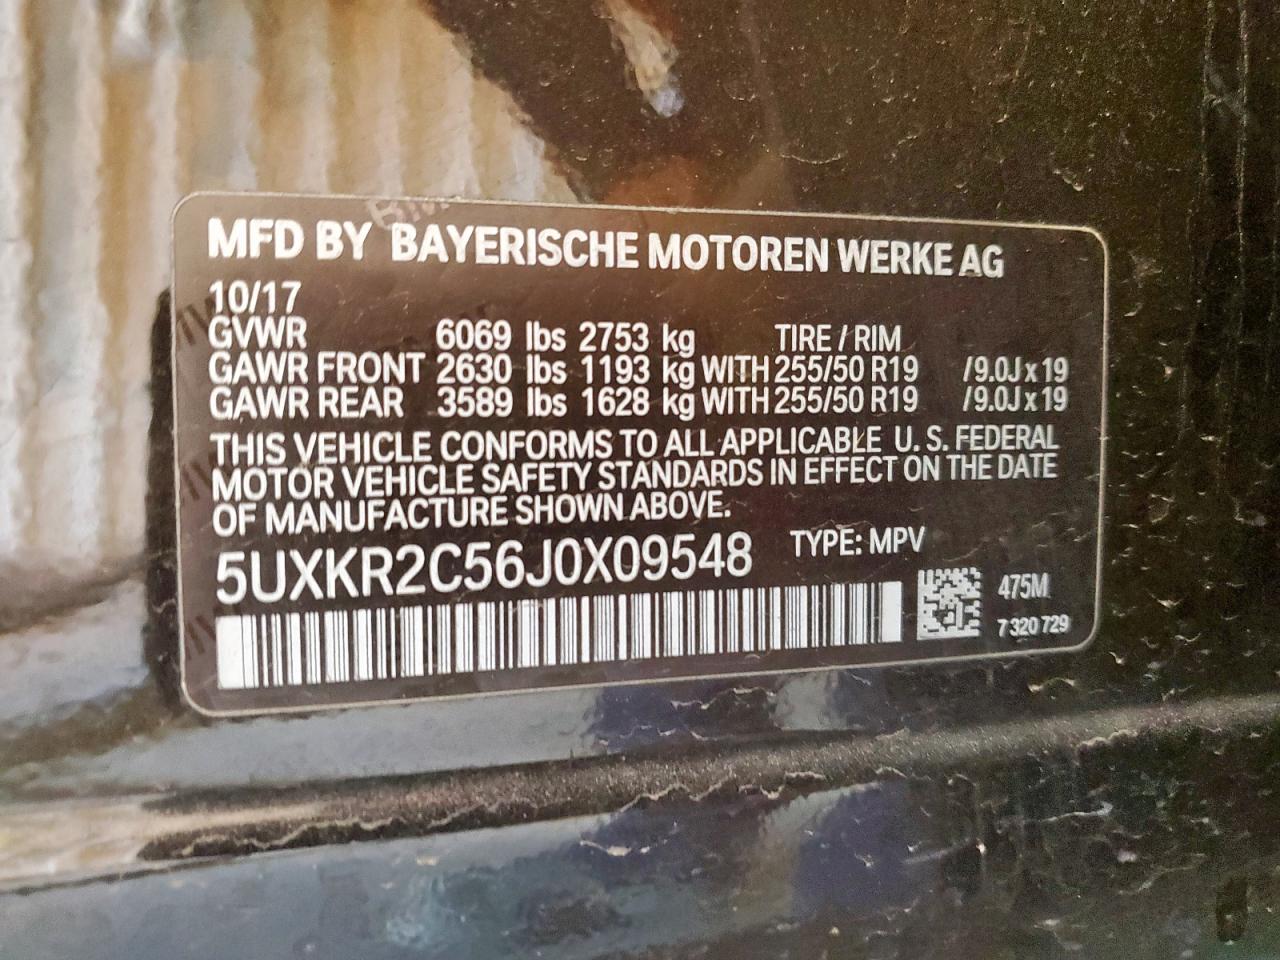 MFD BY BAYERISCHE MOTOREN WERKE AG
10/17
GVWR 6069 lbs 2753 kg TIRE / RIM
GAWR FRONT 2630 lbs 1193 kg WITH 255/50 R19 /9.0J x 19
GAWR REAR 3589 lbs 1628 kg WITH 255/50 R19 /9.0J x 19
THIS VEHICLE CONFORMS TO ALL APPLICABLE U. S. FEDERAL
MOTOR VEHICLE SAFETY STANDARDS IN EFFECT ON THE DATE
OF MANUFACTURE SHOWN ABOVE.
5UXKR2C56J0X09548 TYPE: MPV
475M
7 320 729